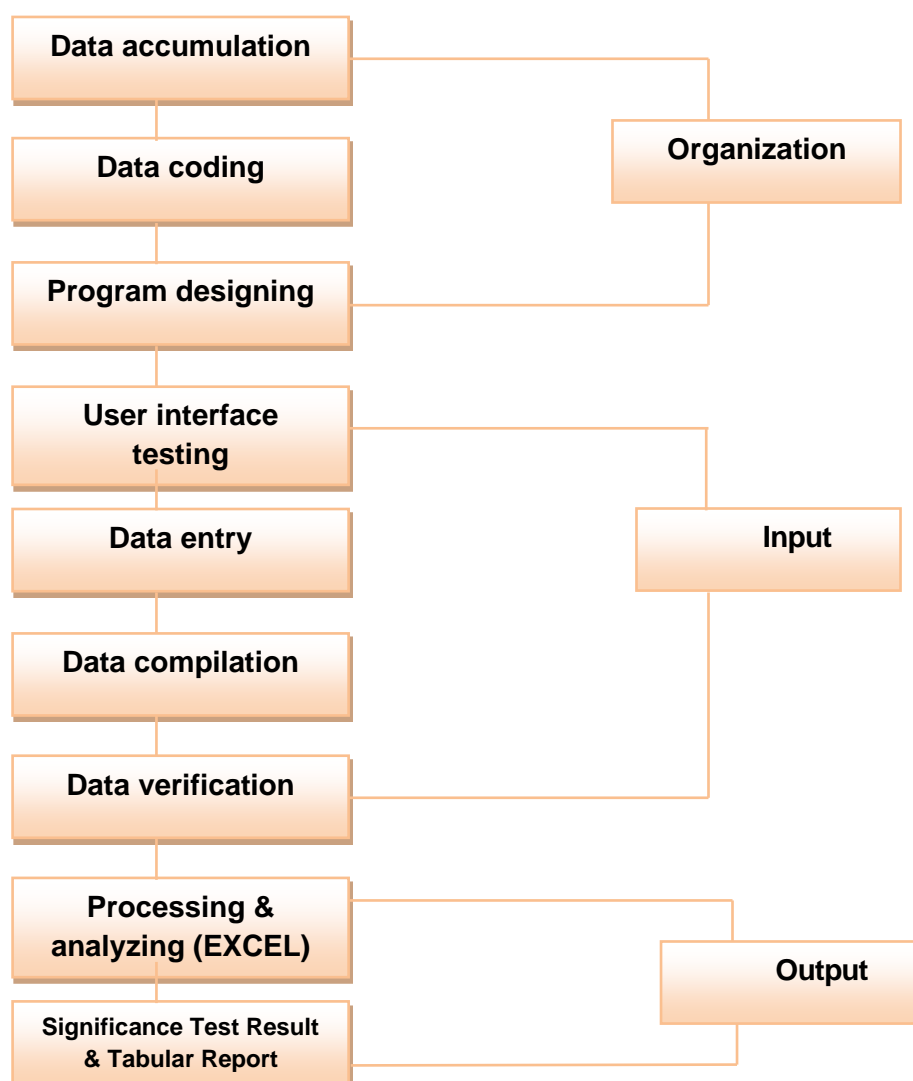 Data accumulation
Organization
Data coding
Program designing
User interface
testing
Input
Data entry
Data compilation
Data verification
Processing &
analyzing (EXCEL)
Output
Significance Test Result
& Tabular Report